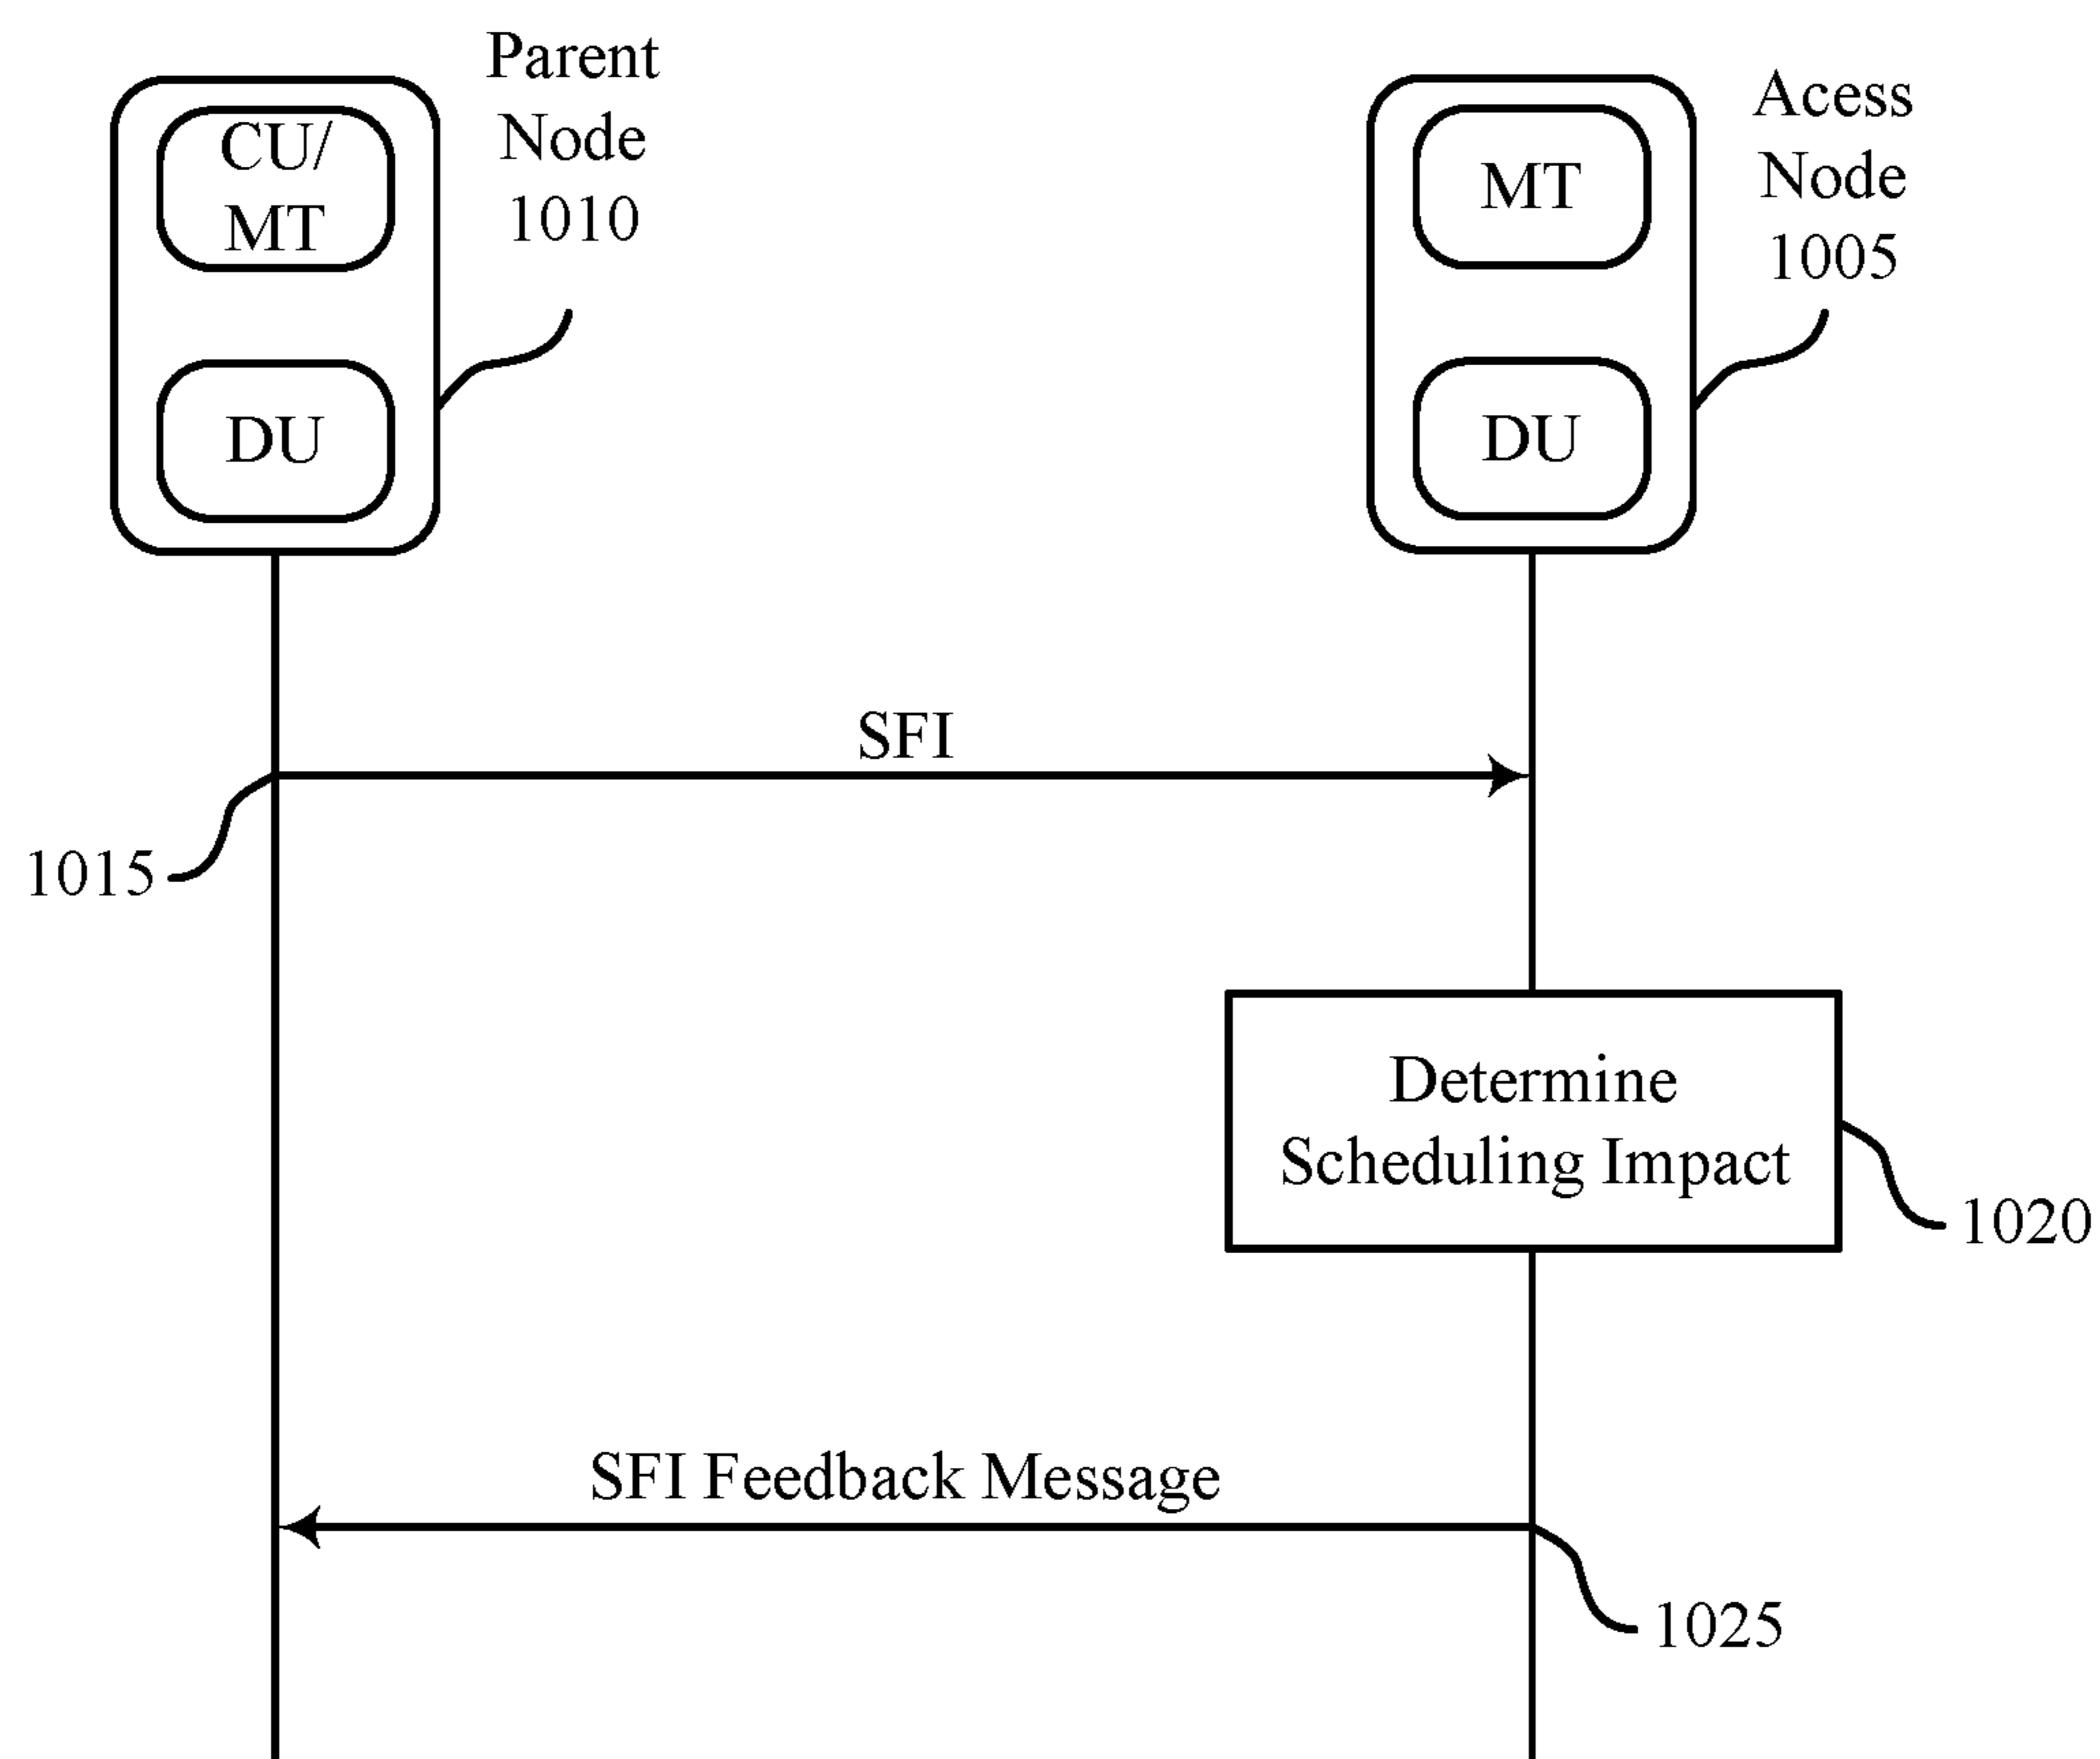 Parent
Node
1010
CU/
MT
DU
Acess
Node
1005
MT
DU
SFI
1015
Determine
Scheduling Impact
1020
SFI Feedback Message
1025